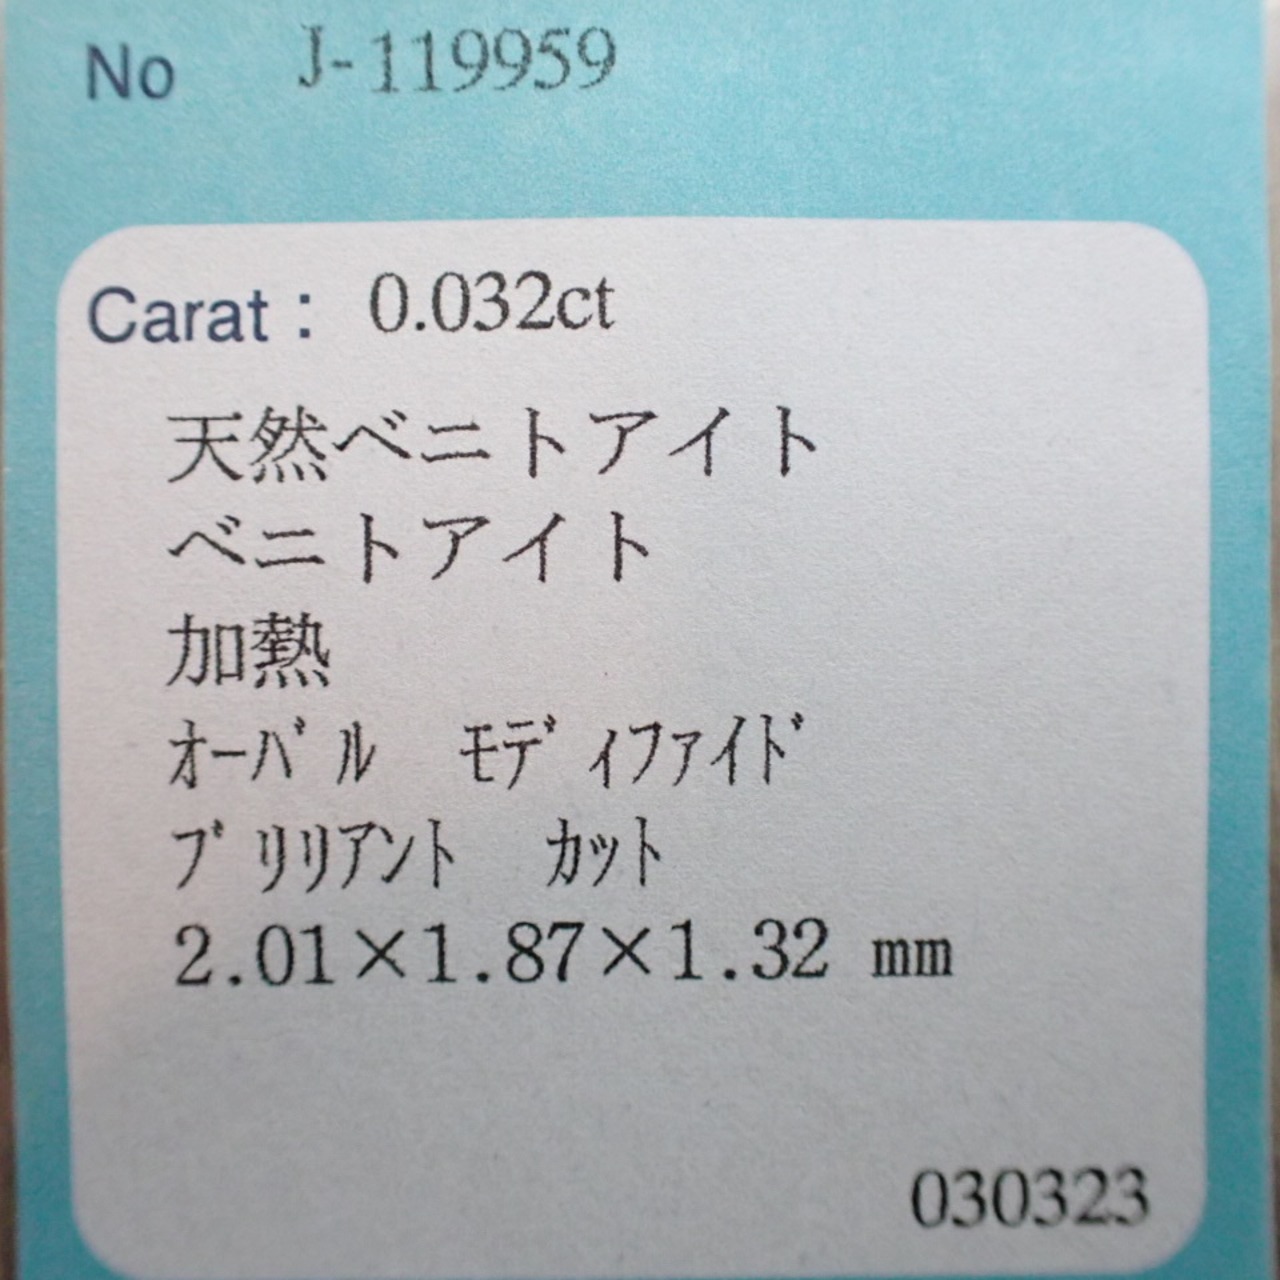 No J-119959
Carat : 0.032ct
天然ベニトアイト
ベニトアイト
加熱
ｵｰﾊﾞﾙ ﾓﾃﾞｨﾌｧｲﾄﾞ
ﾌﾞﾘﾘｱﾝﾄ ｶｯﾄ
2.01×1.87×1.32 mm
030323